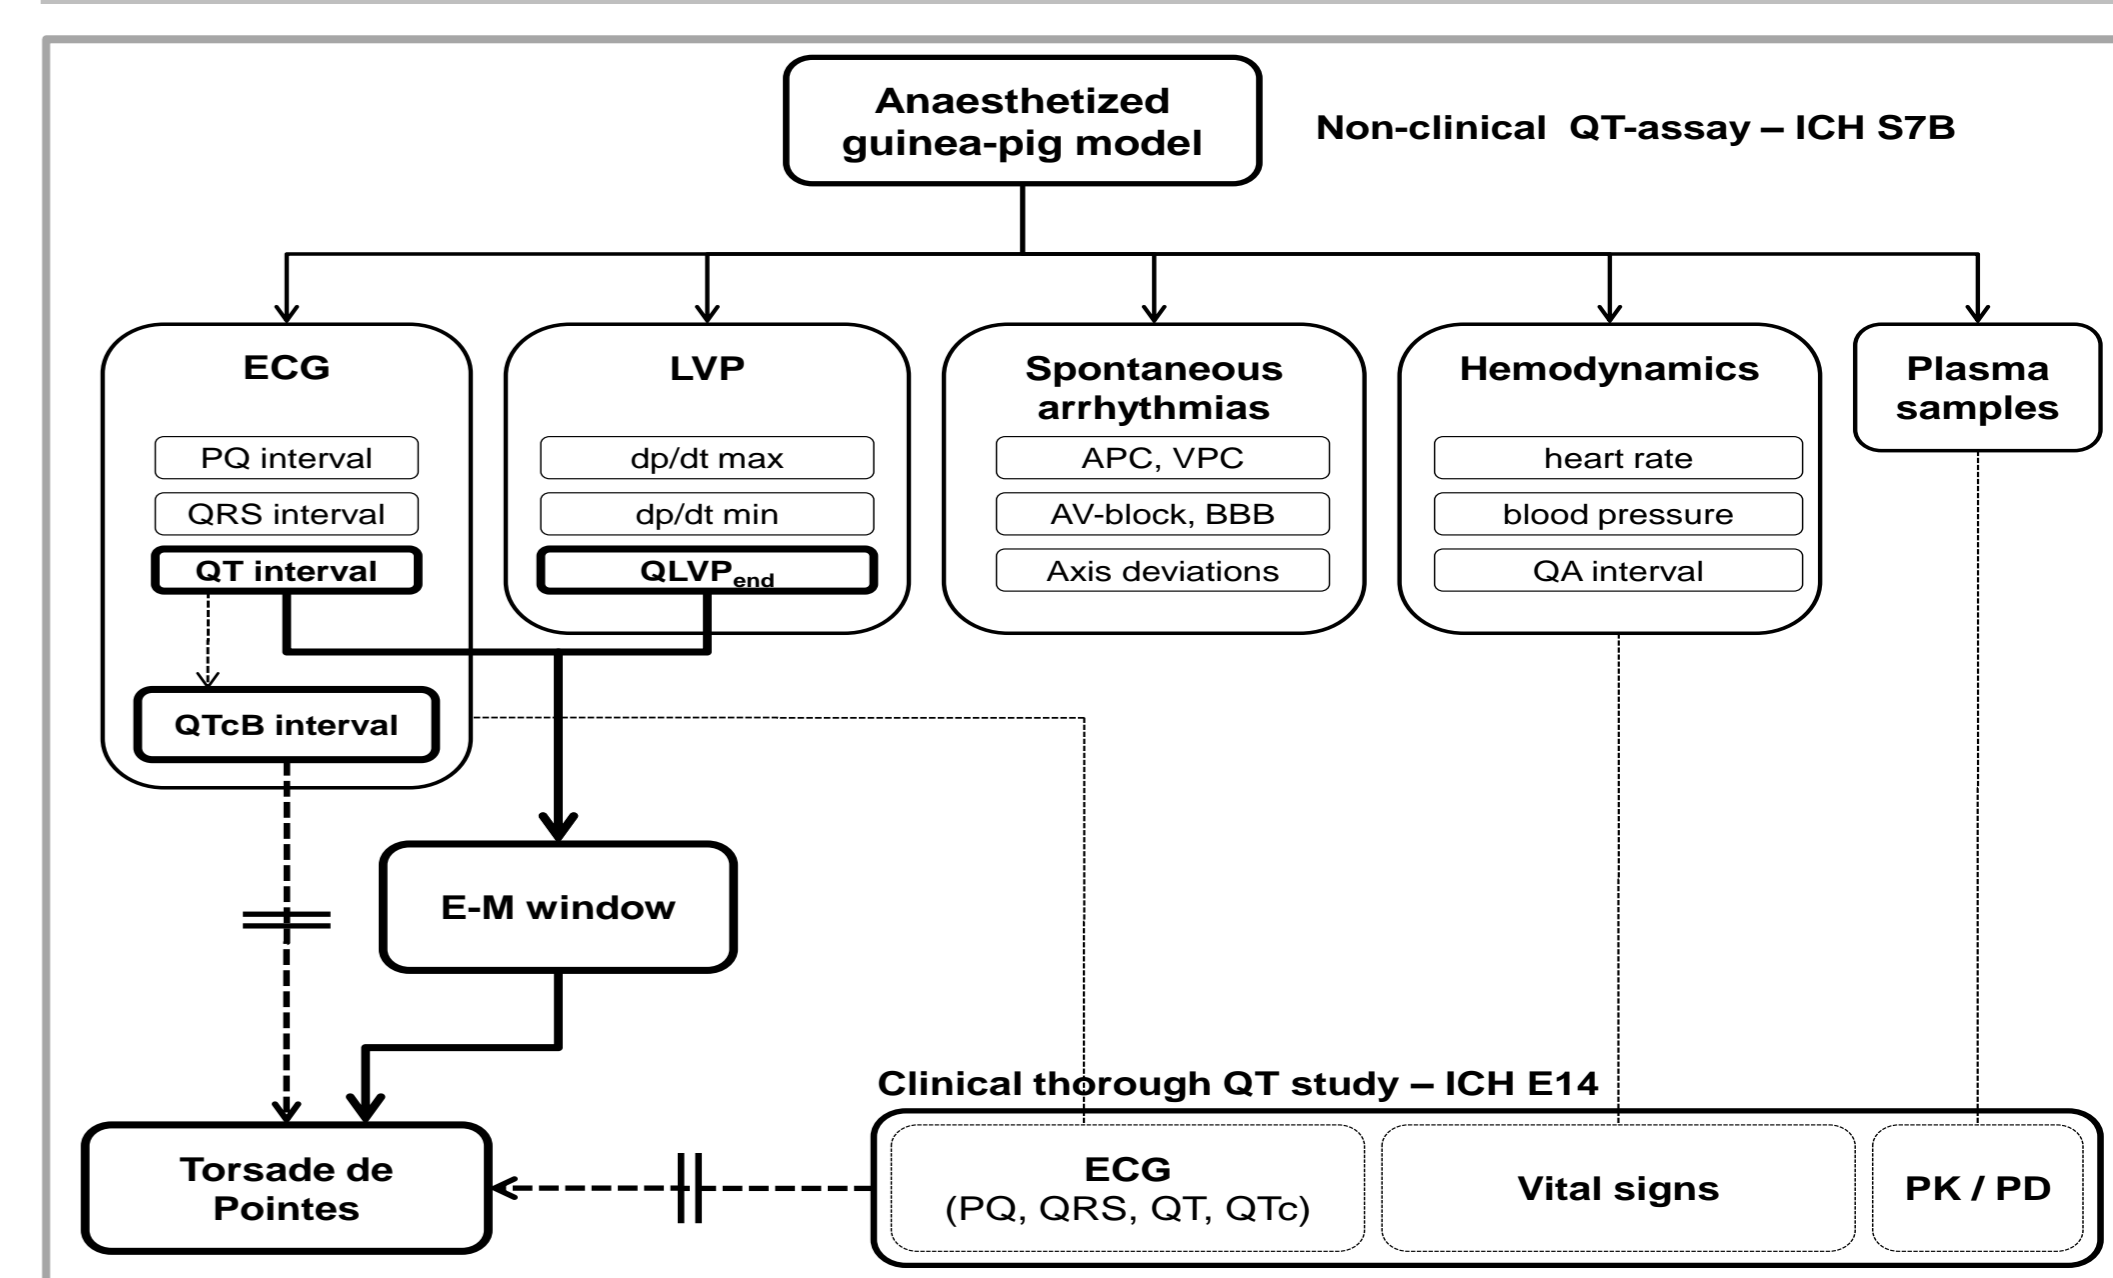 Anaesthetized
guinea-pig model
Non-clinical QT-assay – ICH S7B
ECG
PQ interval
QRS interval
QT interval
QTcB interval
LVP
dp/dt max
dp/dt min
QLVPend
Spontaneous
arrhythmias
APC, VPC
AV-block, BBB
Axis deviations
Hemodynamics
heart rate
blood pressure
QA interval
Plasma
samples
E-M window
Torsade de
Pointes
Clinical thorough QT study – ICH E14
ECG
(PQ, QRS, QT, QTc)
Vital signs
PK / PD